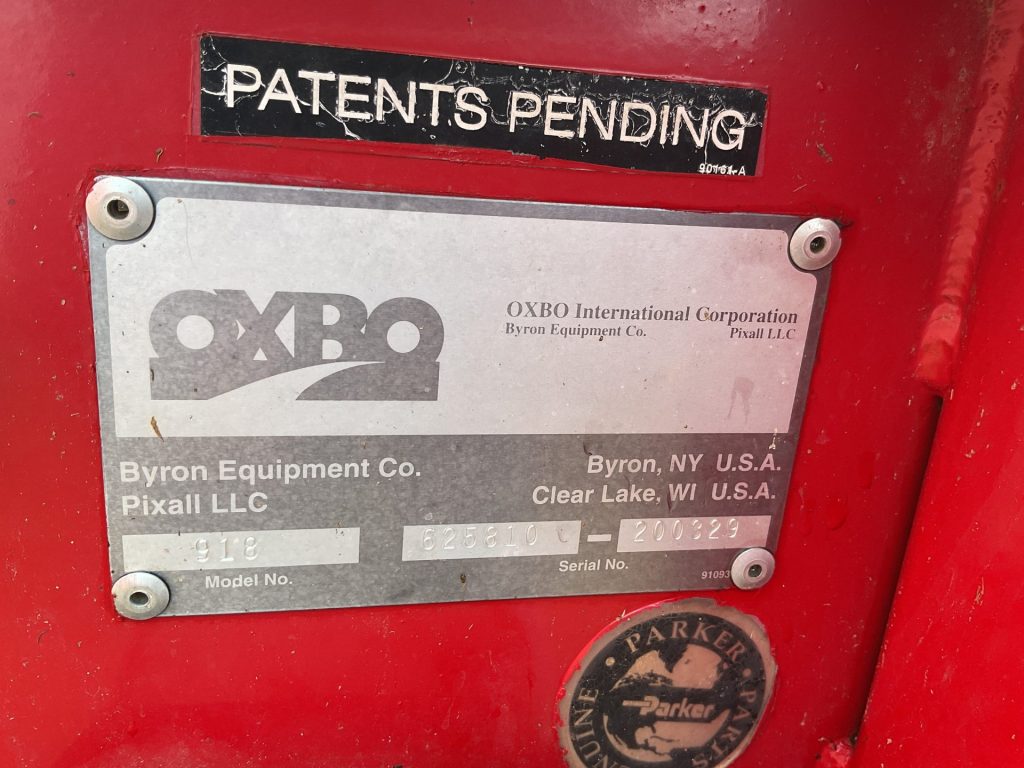 PATENTS PENDING
90161-A
OXBO
OXBO International Corporation
Byron Equipment Co. Pixall LLC
Byron Equipment Co. Byron, NY U.S.A.
Pixall LLC Clear Lake, WI U.S.A.
918 625810 - 200329
Model No. Serial No.
PARKER PARTS
Parker